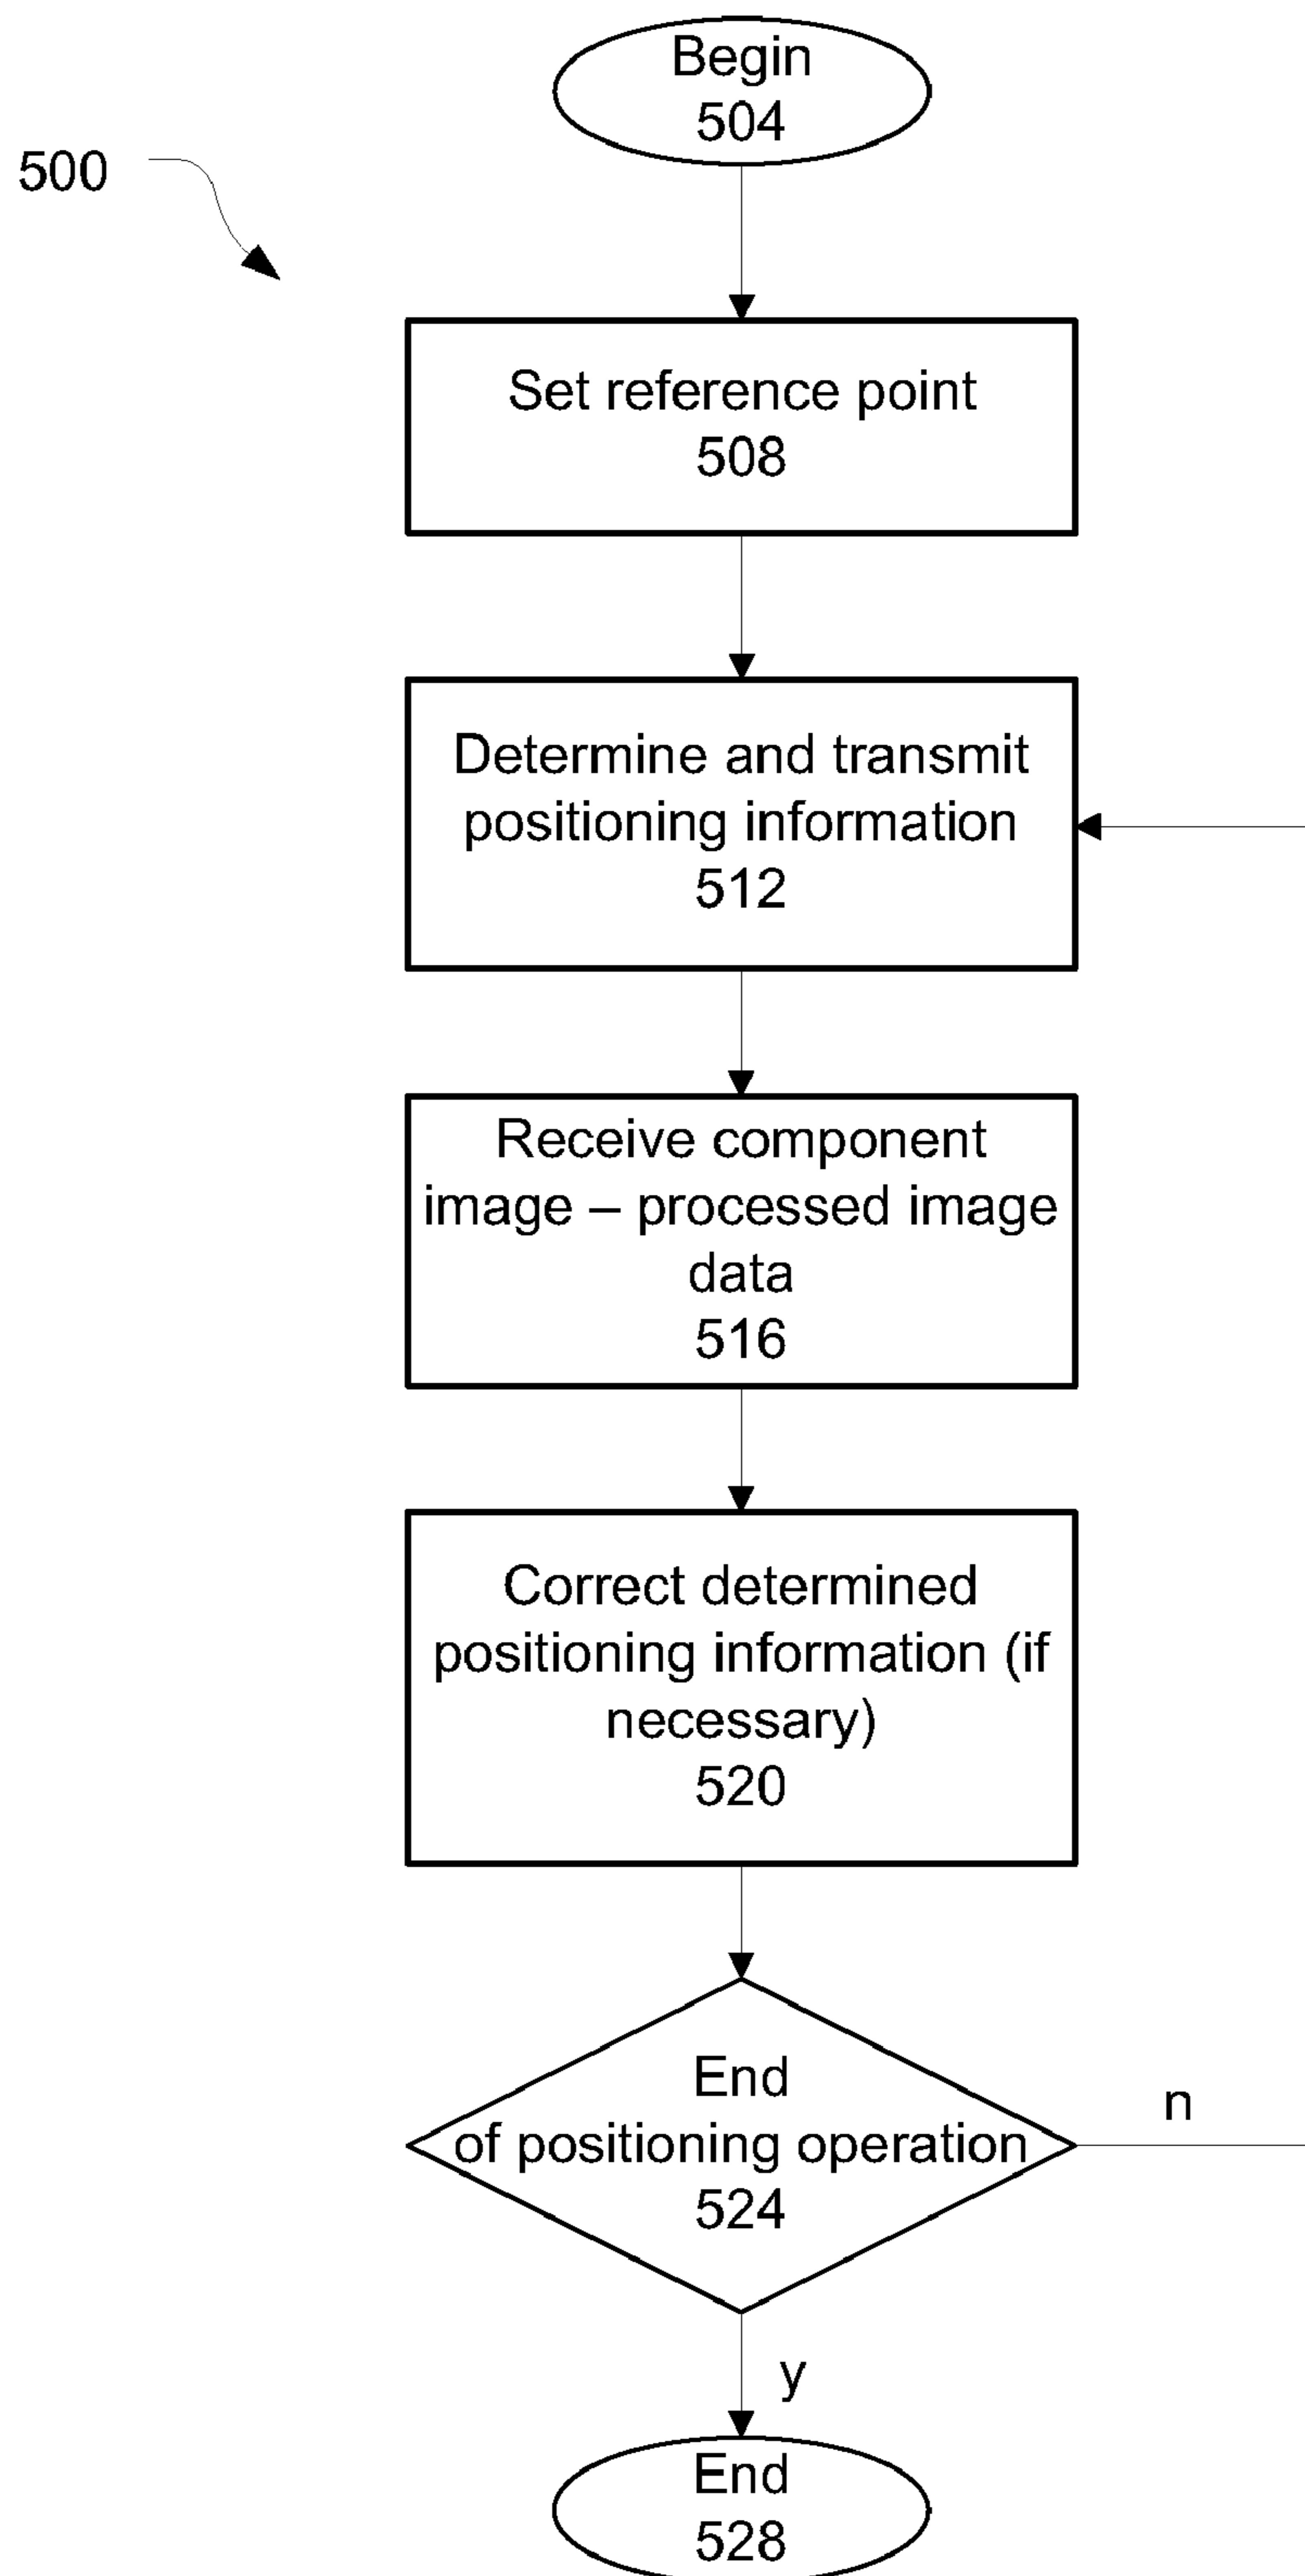 Begin
504
500
Set reference point
508
Determine and transmit
positioning information
512
Receive component
image – processed image
data
516
Correct determined
positioning information (if
necessary)
520
End
of positioning operation
524
n
y
End
528